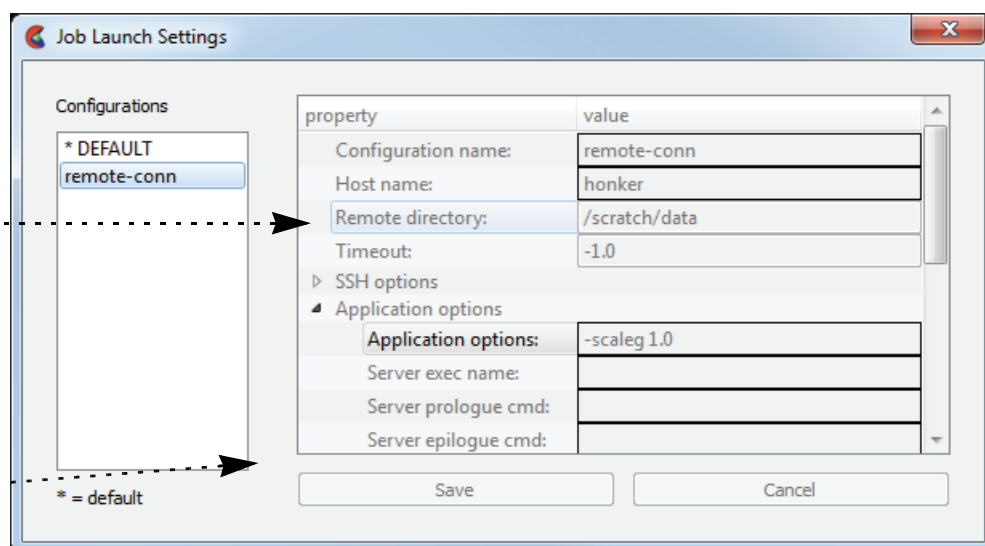 Job Launch Settings
x
Configurations
* DEFAULT
remote-conn
* = default
property value
Configuration name: remote-conn
Host name: honker
Remote directory: /scratch/data
Timeout: -1.0
SSH options
Application options
Application options: -scaleg 1.0
Server exec name:
Server prologue cmd:
Server epilogue cmd:
Save Cancel